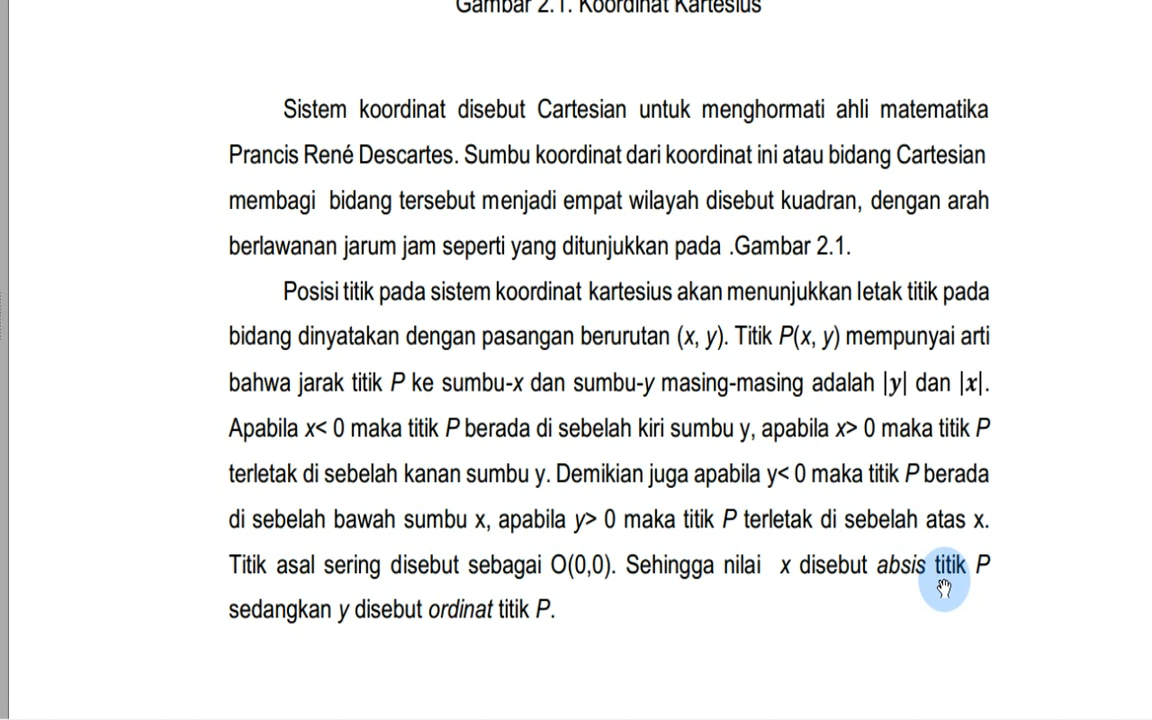 Gambar 2.1. Koordinat Kartesius
Sistem koordinat disebut Cartesian untuk menghormati ahli matematika
Prancis René Descartes. Sumbu koordinat dari koordinat ini atau bidang Cartesian
membagi bidang tersebut menjadi empat wilayah disebut kuadran, dengan arah
berlawanan jarum jam seperti yang ditunjukkan pada .Gambar 2.1.
Posisi titik pada sistem koordinat kartesius akan menunjukkan letak titik pada
bidang dinyatakan dengan pasangan berurutan (x, y). Titik P(x, y) mempunyai arti
bahwa jarak titik P ke sumbu-x dan sumbu-y masing-masing adalah |y| dan |x|.
Apabila x< 0 maka titik P berada di sebelah kiri sumbu y, apabila x> 0 maka titik P
terletak di sebelah kanan sumbu y. Demikian juga apabila y< 0 maka titik P berada
di sebelah bawah sumbu x, apabila y> 0 maka titik P terletak di sebelah atas x.
Titik asal sering disebut sebagai O(0,0). Sehingga nilai x disebut absis titik P
sedangkan y disebut ordinat titik P.